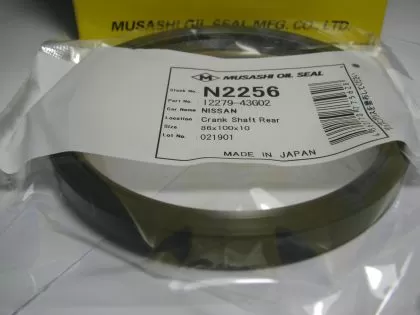 MUSASHI OIL SEAL MFG. CO., LTD.
MUSASHI OIL SEAL
Stock No. N2256
Part No. 12279-43G02
Car Name NISSAN
Location Crank Shaft Rear
Size 86x100x10
Lot No. 021901
MADE IN JAPAN